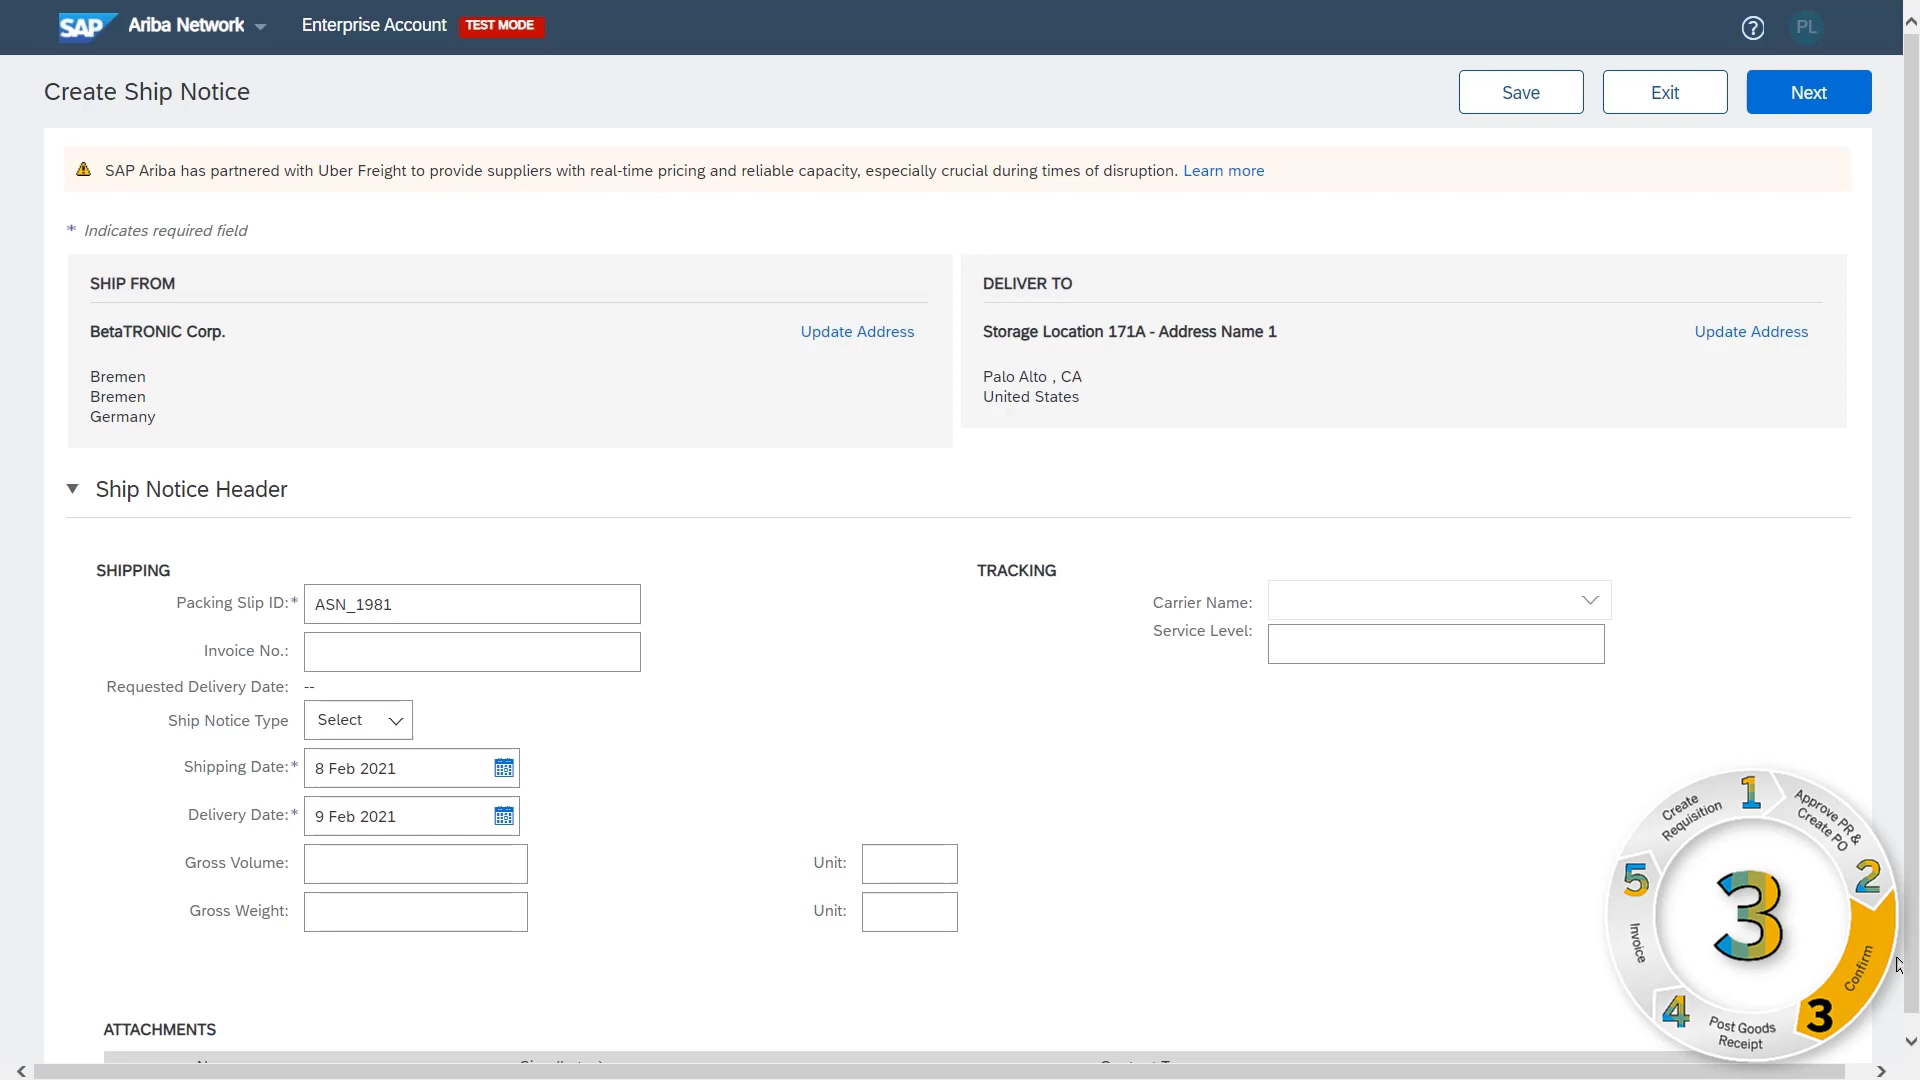 SAP Ariba Network Enterprise Account TEST MODE PL
Create Ship Notice Save Exit Next
SAP Ariba has partnered with Uber Freight to provide suppliers with real-time pricing and reliable capacity, especially crucial during times of disruption. Learn more
* Indicates required field
SHIP FROM
BetaTRONIC Corp. Update Address
Bremen
Bremen
Germany
DELIVER TO
Storage Location 171A - Address Name 1 Update Address
Palo Alto , CA
United States
Ship Notice Header
SHIPPING
Packing Slip ID:* ASN_1981
Invoice No.:
Requested Delivery Date: --
Ship Notice Type Select
Shipping Date:* 8 Feb 2021
Delivery Date:* 9 Feb 2021
Gross Volume: Unit:
Gross Weight: Unit:
TRACKING
Carrier Name:
Service Level:
ATTACHMENTS
1
Create
Requisition
Approve PR &
Create PO
2
Confirm
3
Post Goods
Receipt
4
Invoice
5
3